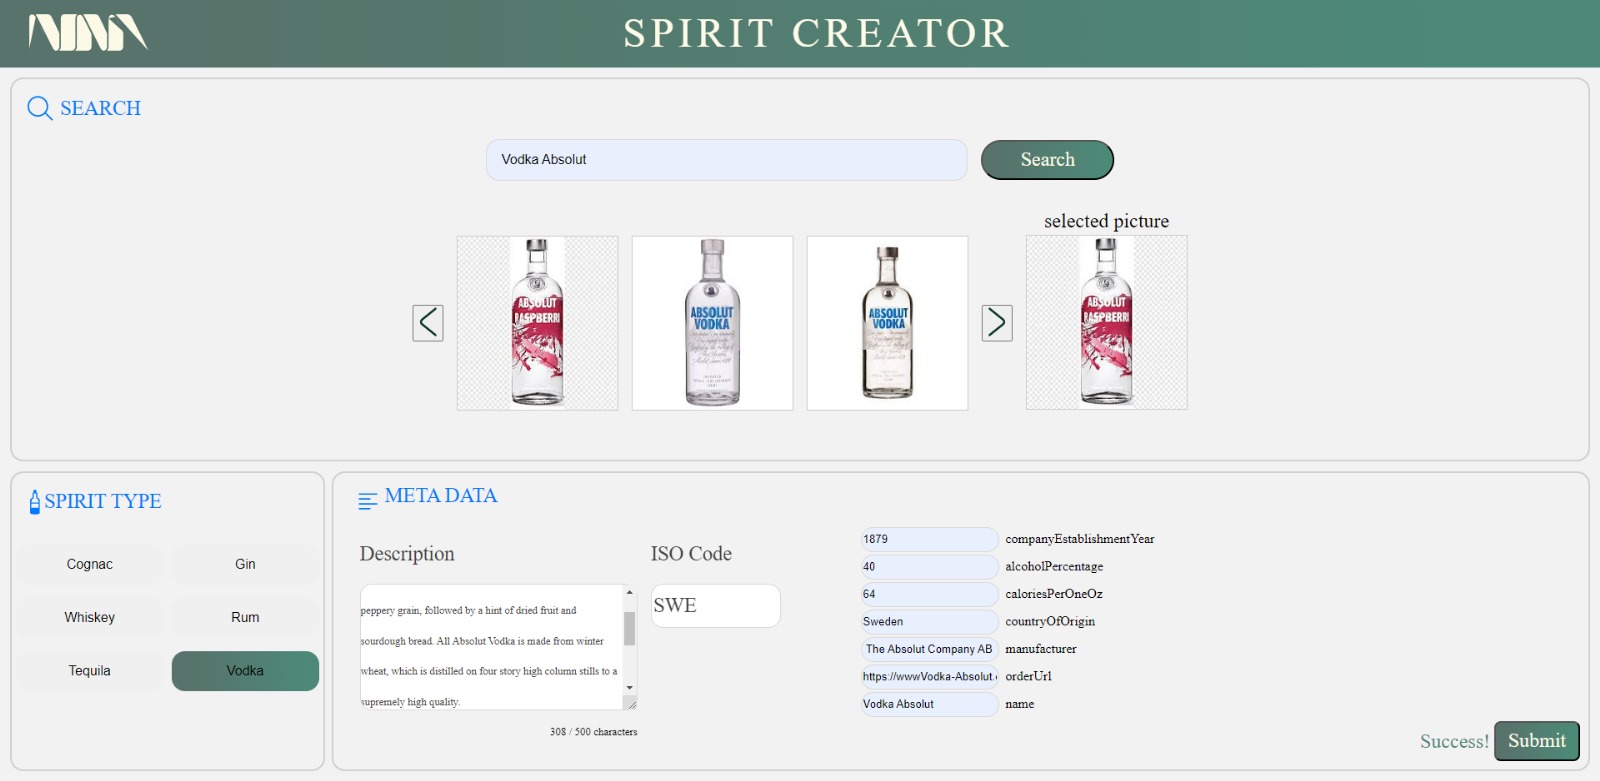 SPIRIT CREATOR
SEARCH
Vodka Absolut
Search
selected picture
ABSOLUT
RASPBERRI
ABSOLUT
VODKA
ABSOLUT
VODKA
ABSOLUT
RASPBERRI
SPIRIT TYPE
Cognac
Gin
Whiskey
Rum
Tequila
Vodka
META DATA
Description
peppery grain, followed by a hint of dried fruit and
sourdough bread. All Absolut Vodka is made from winter
wheat, which is distilled on four story high column stills to a
supremely high quality.
308 / 500 characters
ISO Code
SWE
1879 companyEstablishmentYear
40 alcoholPercentage
64 caloriesPerOneOz
Sweden countryOfOrigin
The Absolut Company AB manufacturer
https://wwwVodka-Absolut. orderUrl
Vodka Absolut name
Success! Submit